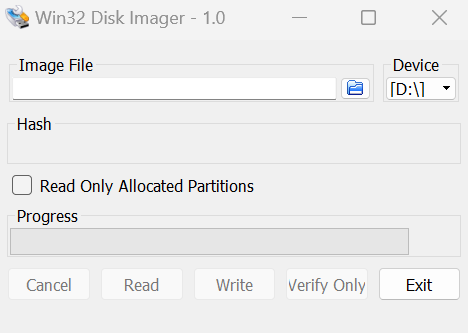 Win32 Disk Imager - 1.0
Image File
Device
[D:\]
Hash
Read Only Allocated Partitions
Progress
Cancel
Read
Write
Verify Only
Exit